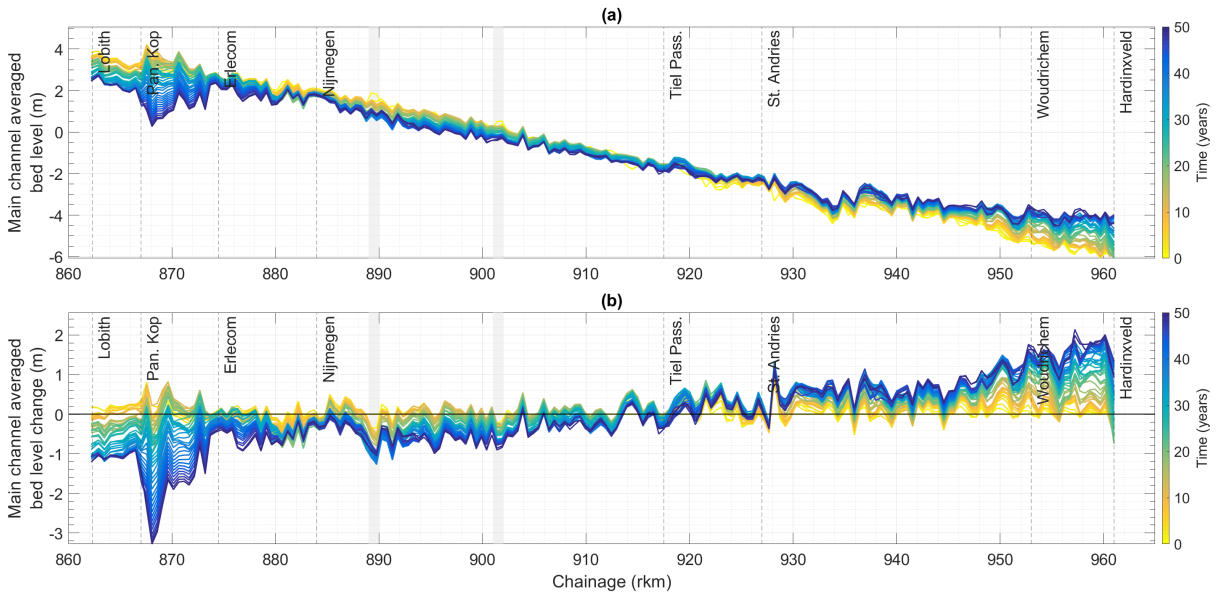 (a)
Main channel averaged
bed level (m)
4
2
0
-2
-4
-6
Lobith
Pan. Kop
Erlecom
Nijmegen
Tiel Pass.
St. Andries
Woudrichem
Hardinxveld
860
870
880
890
900
910
920
930
940
950
960
50
40
30
20
10
0
Time (years)
(b)
Main channel averaged
bed level change (m)
2
1
0
-1
-2
-3
Lobith
Pan. Kop
Erlecom
Nijmegen
Tiel Pass.
St. Andries
Woudrichem
Hardinxveld
860
870
880
890
900
910
920
930
940
950
960
Chainage (rkm)
50
40
30
20
10
0
Time (years)